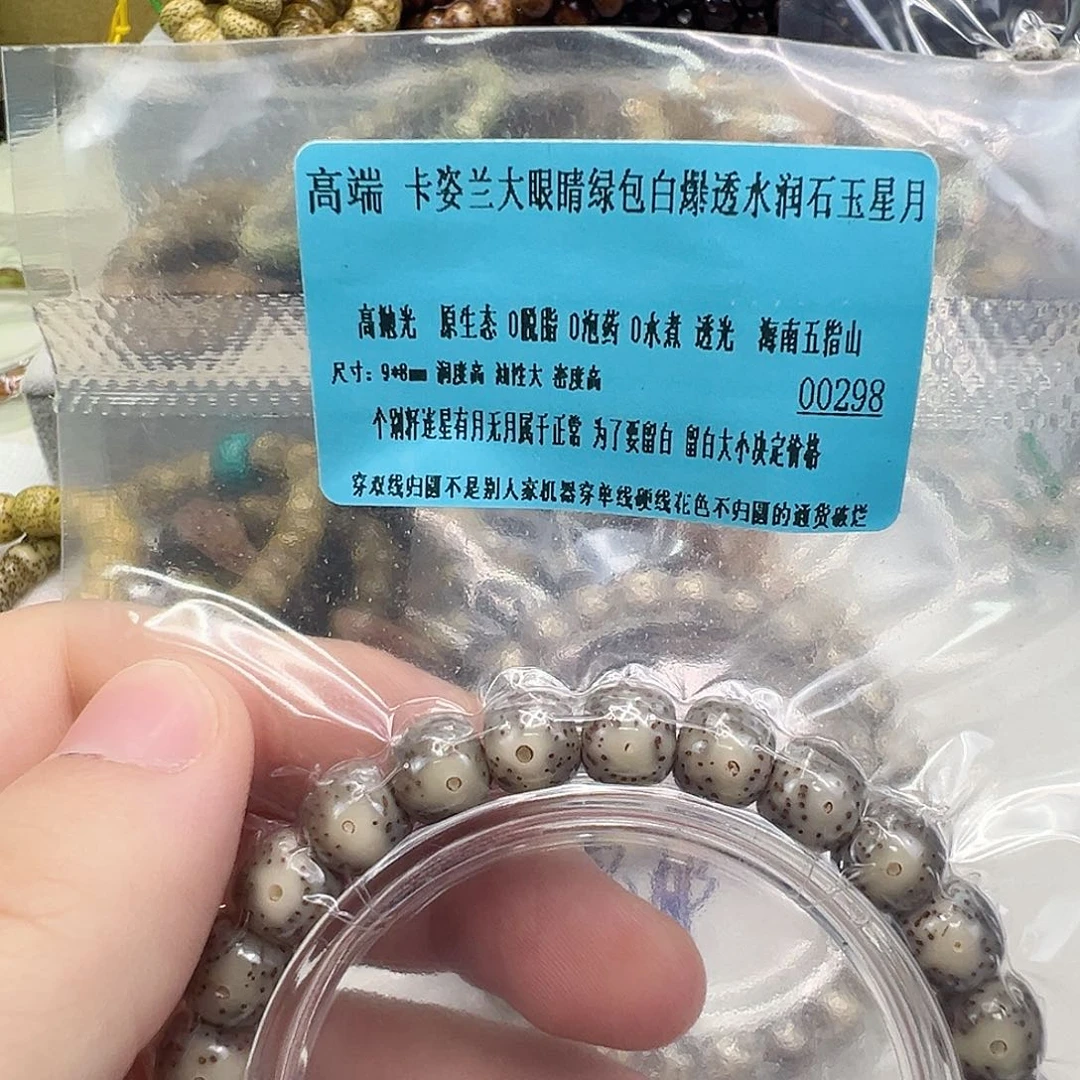 高端 卡姿兰大眼睛绿包白爆透水润石玉星月
高抛光 原生态 0脱脂 0泡药 0水煮 透光 海南五指山
尺寸：9*8mm 润度高 油性大 密度高
00298
个别籽连星有月无月属于正常 为了要留白 留白大小决定价格
穿双线归圆不是别人家机器穿单线硬线花色不归圆的通货破烂